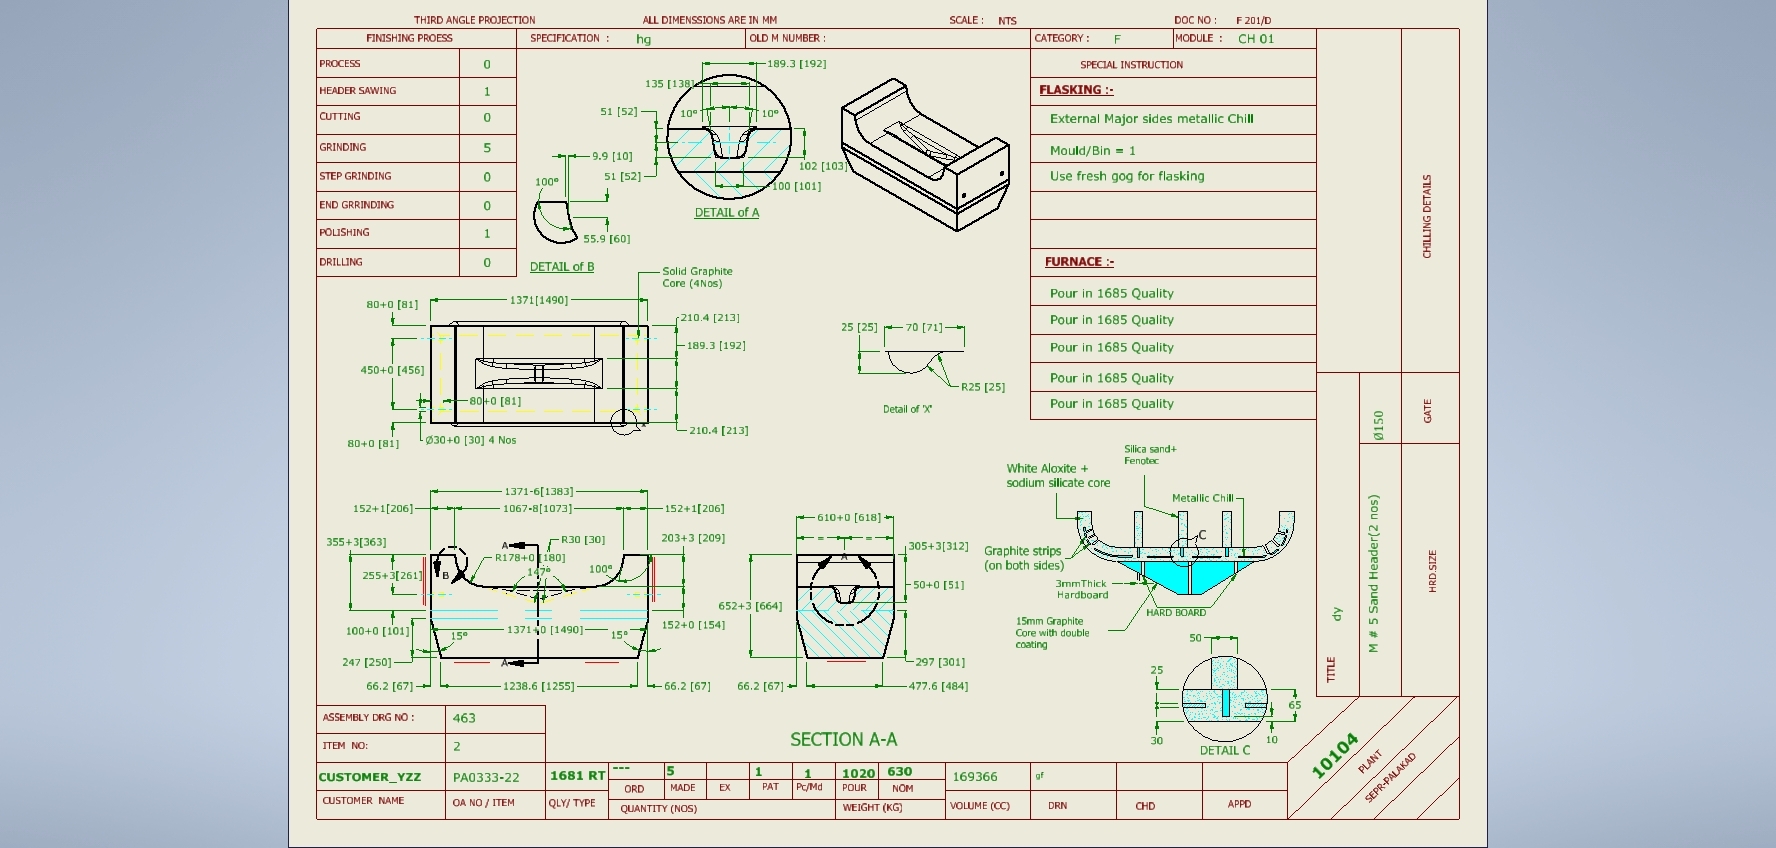 THIRD ANGLE PROJECTION
ALL DIMENSSIONS ARE IN MM
SCALE : NTS
DOC NO : F 201/D
FINISHING PROESS
SPECIFICATION : hg
OLD M NUMBER :
CATEGORY : F
MODULE : CH 01
PROCESS 0
HEADER SAWING 1
CUTTING 0
GRINDING 5
STEP GRINDING 0
END GRRINDING 0
POLISHING 1
DRILLING 0
189.3 [192]
135 [138]
51 [52]
10°
10°
9.9 [10]
51 [52]
102 [103]
100 [101]
100°
DETAIL of A
55.9 [60]
DETAIL of B
SPECIAL INSTRUCTION
FLASKING :-
External Major sides metallic Chill
Mould/Bin = 1
Use fresh gog for flasking
FURNACE :-
Pour in 1685 Quality
Pour in 1685 Quality
Pour in 1685 Quality
Pour in 1685 Quality
Pour in 1685 Quality
CHILLING DETAILS
GATE
Ø150
HRD.SIZE
M # 5 Sand Header(2 nos)
TITLE
dy
Solid Graphite
Core (4Nos)
80+0 [81]
1371[1490]
210.4 [213]
189.3 [192]
450+0 [456]
80+0 [81]
210.4 [213]
80+0 [81]
Ø30+0 [30] 4 Nos
25 [25]
70 [71]
R25 [25]
Detail of 'X'
1371-6[1383]
152+1[206]
1067-8[1073]
152+1[206]
355+3[363]
A
R30 [30]
203+3 [209]
R178+0 [180]
255+3[261]
B
147°
100°
100+0 [101]
15°
1371+0 [1490]
15°
152+0 [154]
247 [250]
A
66.2 [67]
1238.6 [1255]
66.2 [67]
610+0 [618]
305+3[312]
A
50+0 [51]
652+3 [664]
297 [301]
66.2 [67]
477.6 [484]
SECTION A-A
Silica sand+
Fenotec
White Aloxite +
sodium silicate core
Metallic Chill
C
Graphite strips
(on both sides)
3mmThick
Hardboard
HARD BOARD
15mm Graphite
Core with double
coating
50
25
65
30
10
DETAIL C
ASSEMBLY DRG NO : 463
ITEM NO: 2
CUSTOMER_YZZ
PA0333-22
1681 RT
---
5
1
1
1020
630
169366
gf
ORD
MADE
EX
PAT
Pc/Md
POUR
NOM
CUSTOMER NAME
OA NO / ITEM
QLY/ TYPE
QUANTITY (NOS)
WEIGHT (KG)
VOLUME (CC)
DRN
CHD
APPD
10104
PLANT
SEPR-PALAKAD